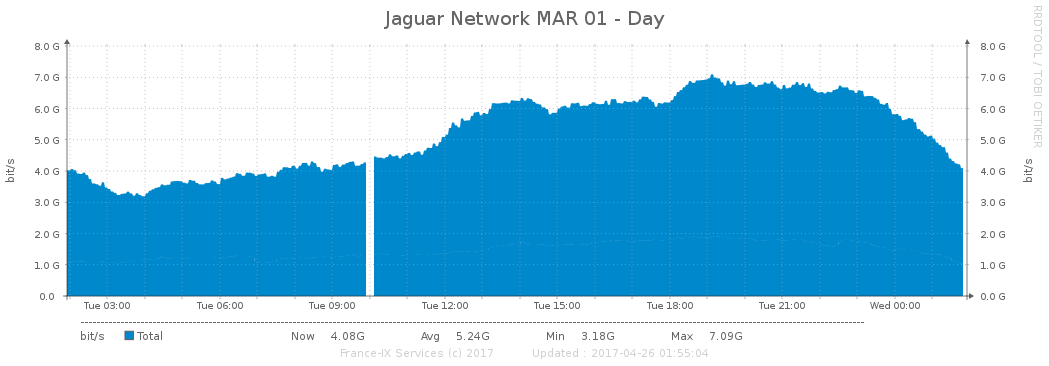 Jaguar Network MAR 01 - Day
RRDTOOL / TOBI OETIKER
bit/s
8.0 G 8.0 G
7.0 G 7.0 G
6.0 G 6.0 G
5.0 G 5.0 G
4.0 G 4.0 G
3.0 G 3.0 G
2.0 G 2.0 G
1.0 G 1.0 G
0.0 0.0 G
bit/s
Tue 03:00 Tue 06:00 Tue 09:00 Tue 12:00 Tue 15:00 Tue 18:00 Tue 21:00 Wed 00:00
bit/s Total Now 4.08G Avg 5.24G Min 3.18G Max 7.09G
France-IX Services (c) 2017 Updated : 2017-04-26 01:55:04